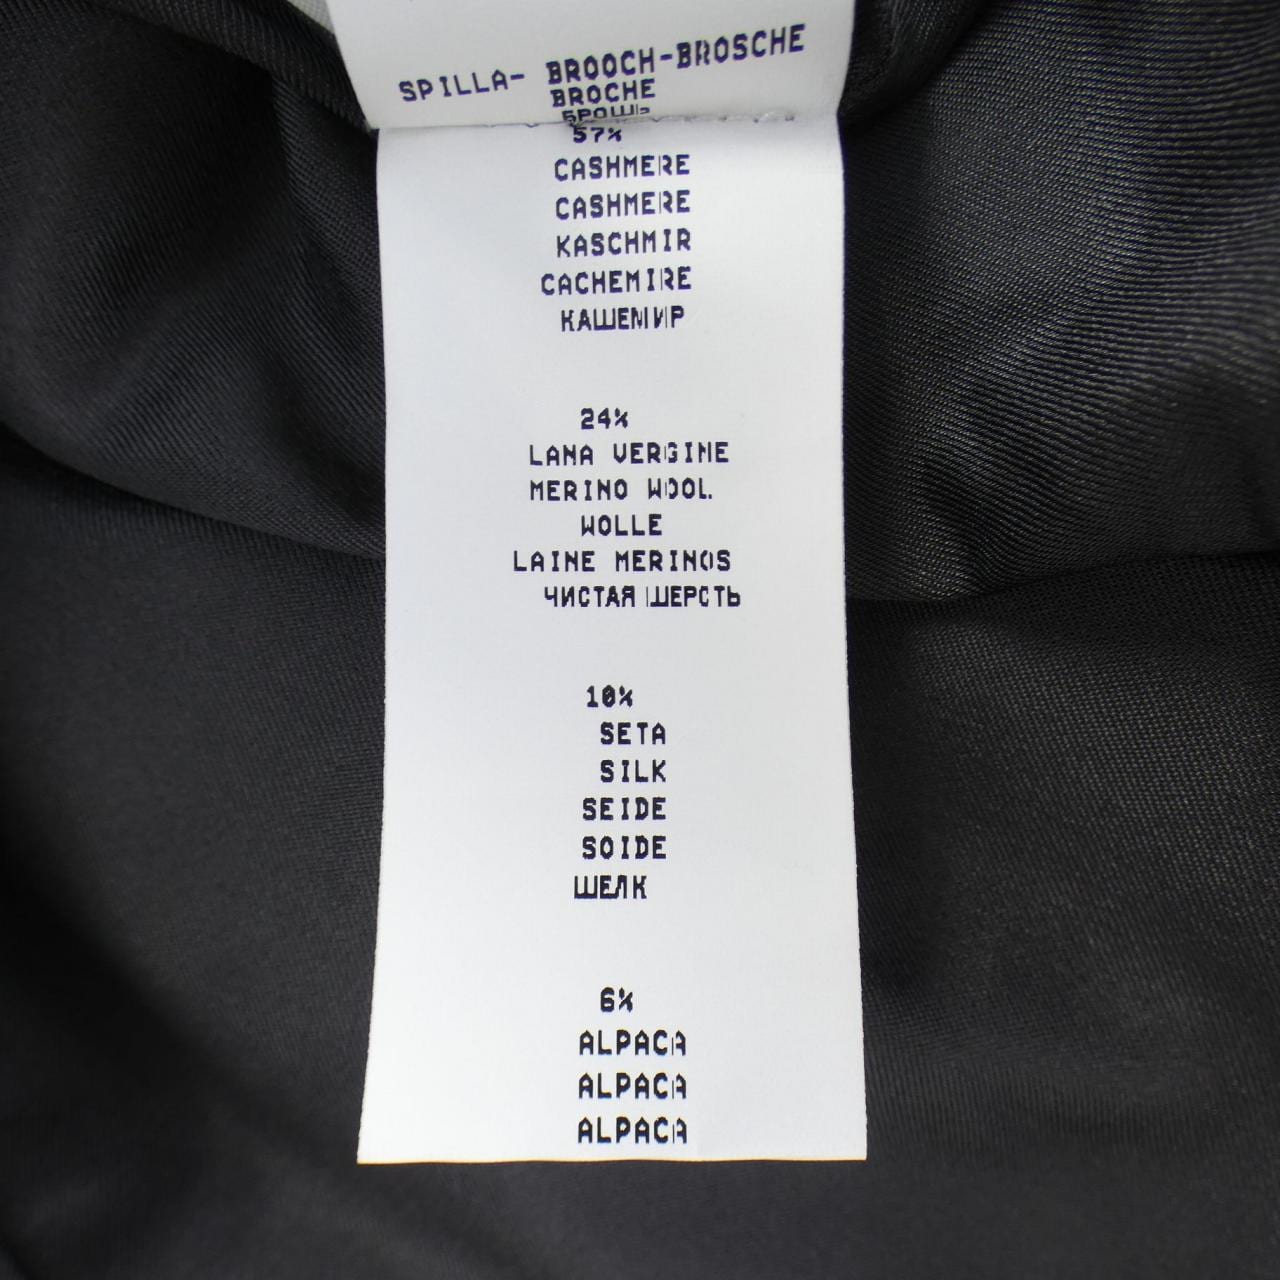 SPILLA- BROOCH-BROSCHE
BROCHE
БРОШЬ
57%
CASHMERE
CASHMERE
KASCHMIR
CACHEMIRE
КАШЕМИР
24%
LANA VERGINE
MERINO WOOL
WOLLE
LAINE MERINOS
ЧИСТАЯ ШЕРСТЬ
10%
SETA
SILK
SEIDE
SOIDE
ШЕЛК
6%
ALPACA
ALPACA
ALPACA